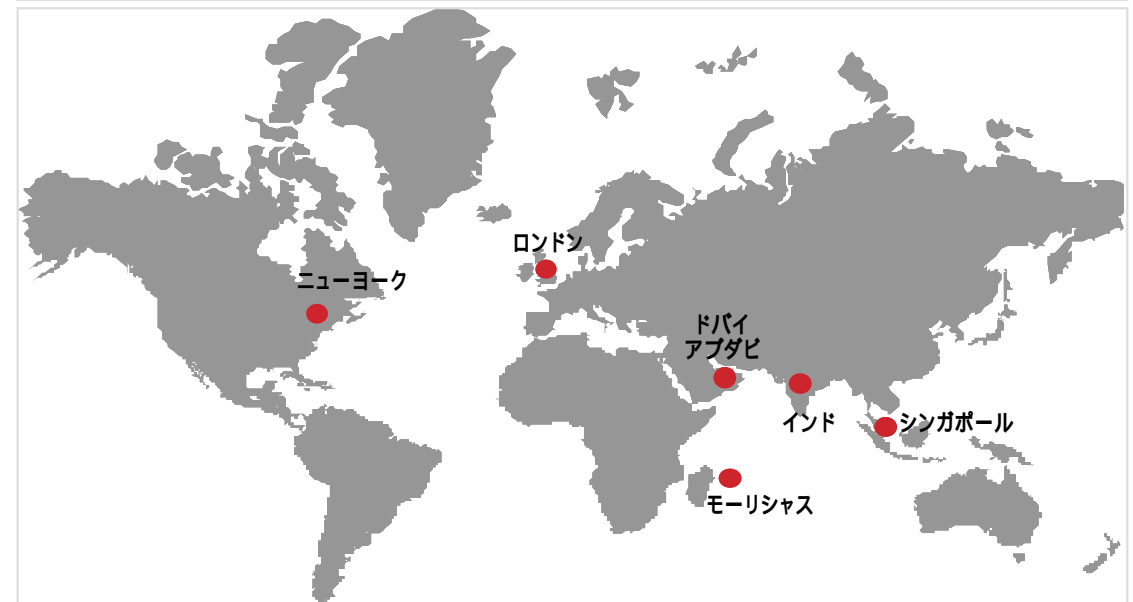 ロンドン
ニューヨーク
ドバイ
アブダビ
インド
シンガポール
モーリシャス